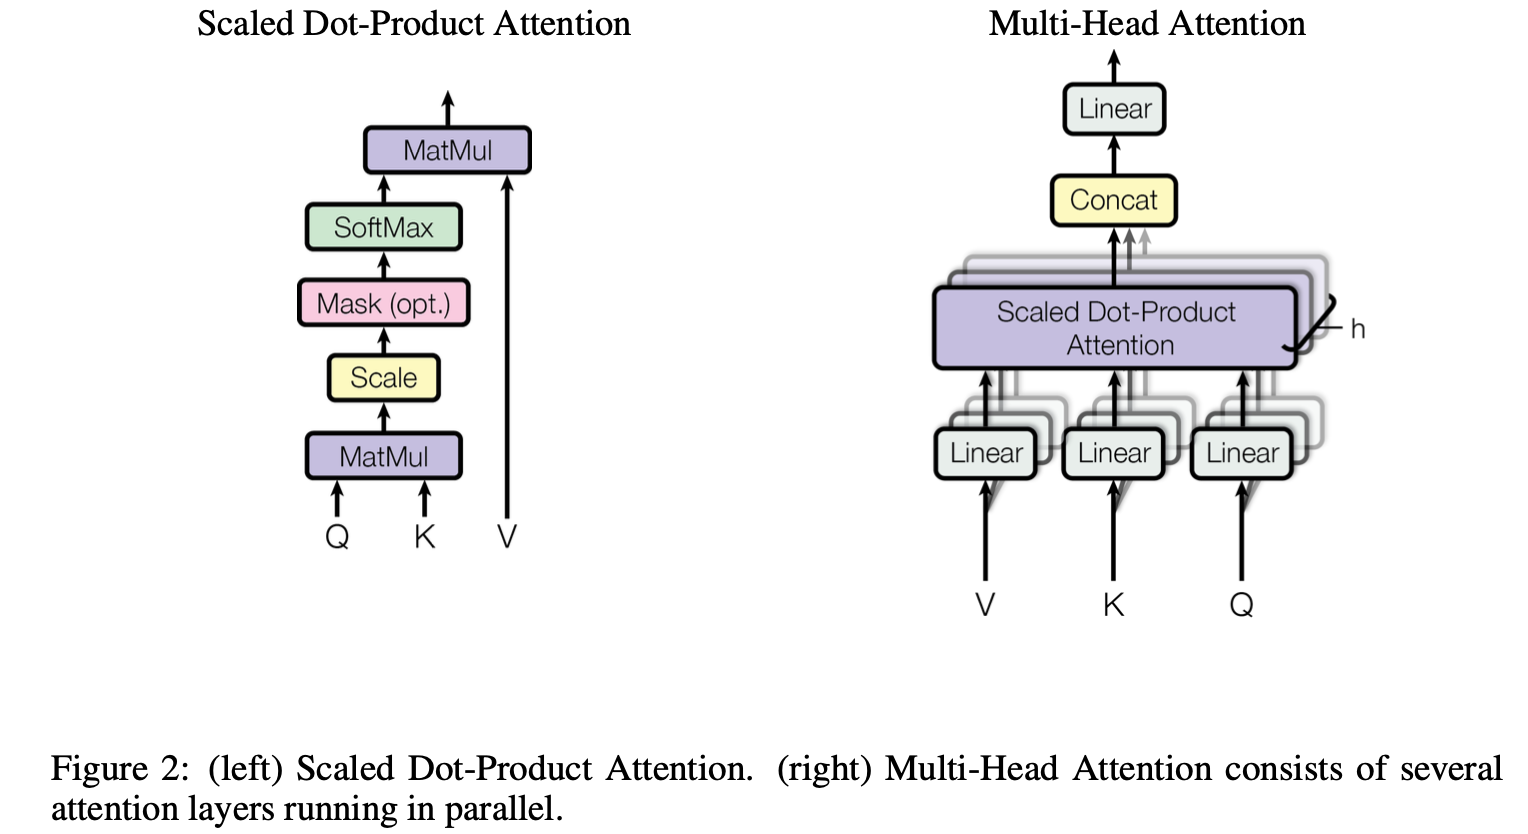 Scaled Dot-Product Attention
MatMul
SoftMax
Mask (opt.)
Scale
MatMul
Q K V
Multi-Head Attention
Linear
Concat
Scaled Dot-Product
Attention
h
Linear Linear Linear
V K Q
Figure 2: (left) Scaled Dot-Product Attention. (right) Multi-Head Attention consists of several
attention layers running in parallel.